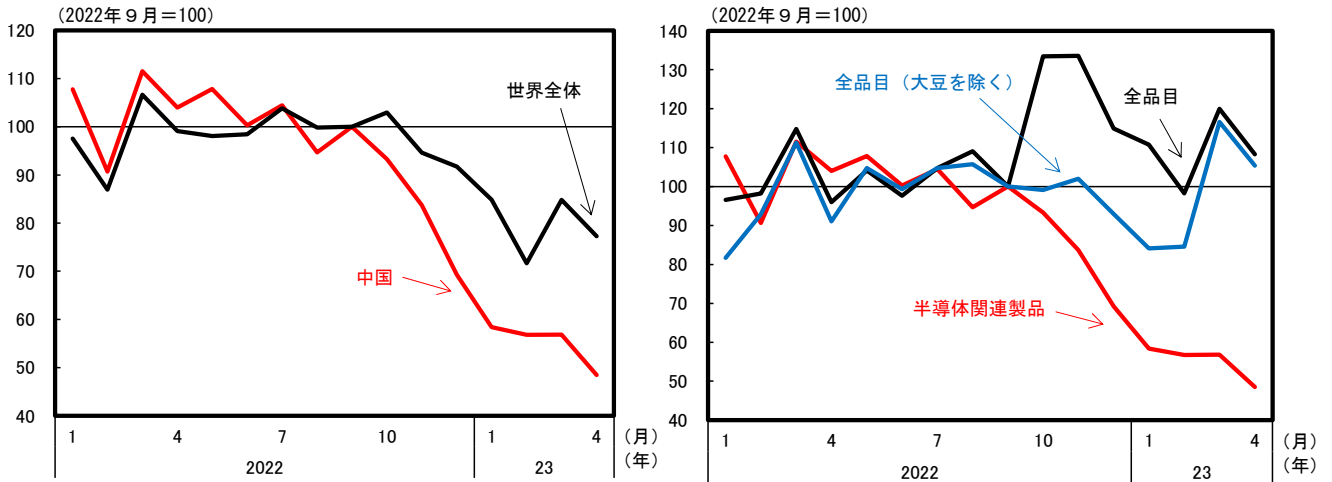 （2022年９月＝100）
120
110
100
90
80
70
60
50
40
世界全体
中国
1 4 7 10 1 4 （月）
2022 23 （年）
（2022年９月＝100）
140
130
120
110
100
90
80
70
60
50
40
全品目（大豆を除く）
全品目
半導体関連製品
1 4 7 10 1 4 （月）
2022 23 （年）